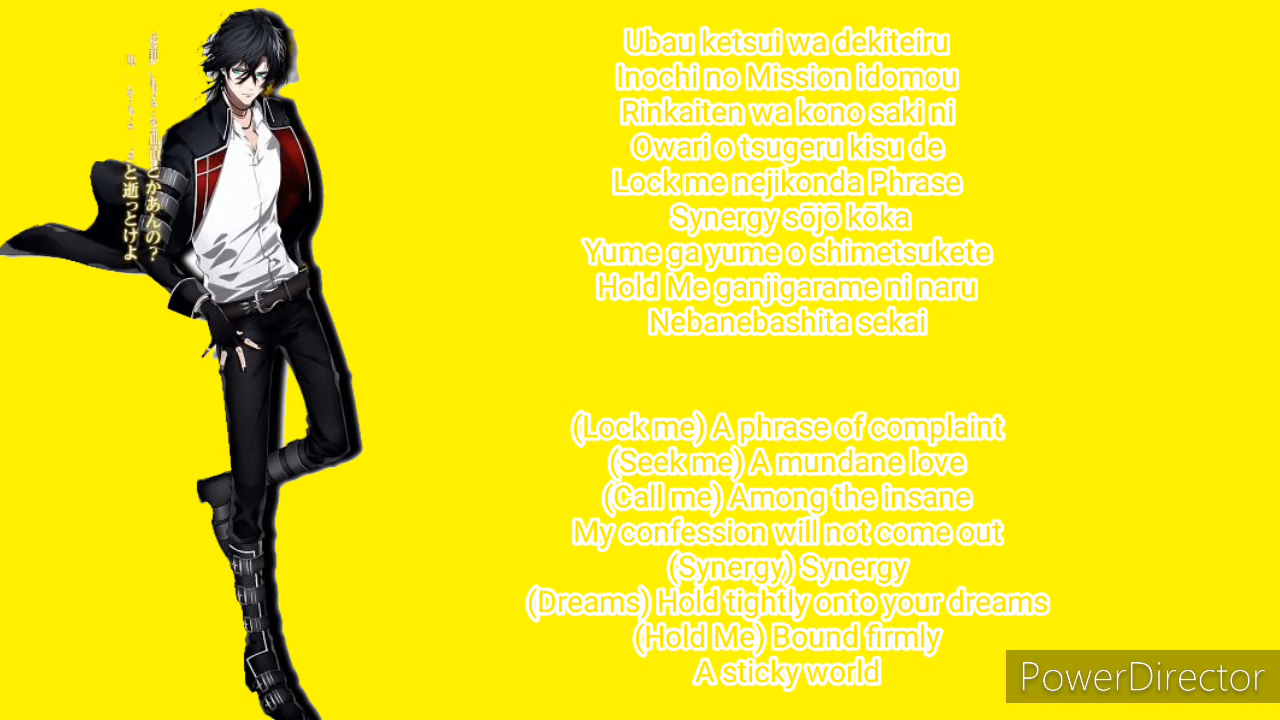 とかあんの？
と逝っとけよ
Ubau ketsui wa dekiteiru
Inochi no Mission idomou
Rinkaiten wa kono saki ni
Owari o tsugeru kisu de
Lock me nejikonda Phrase
Synergy sōjō kōka
Yume ga yume o shimetsukete
Hold Me ganjigarame ni naru
Nebanebashita sekai
(Lock me) A phrase of complaint
(Seek me) A mundane love
(Call me) Among the insane
My confession will not come out
(Synergy) Synergy
(Dreams) Hold tightly onto your dreams
(Hold Me) Bound firmly
A sticky world
PowerDirector